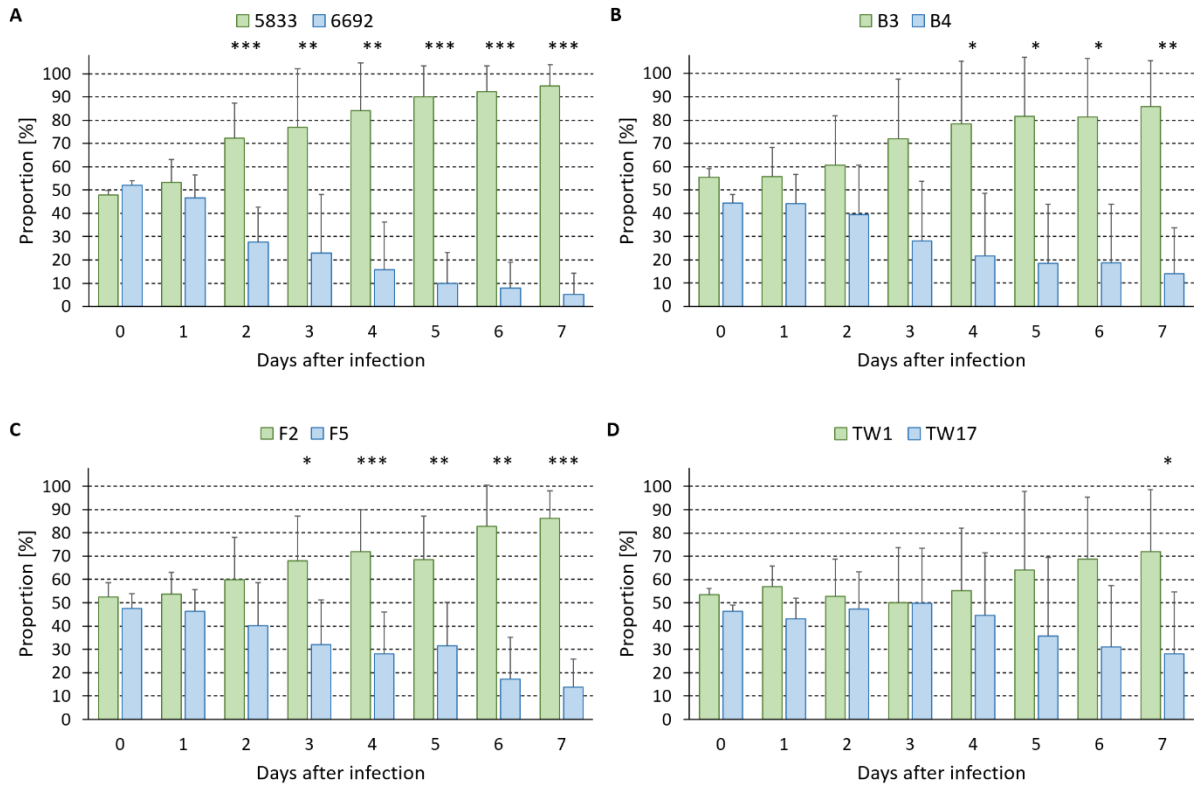 A
5833 6692
*** ** ** *** *** ***
Proportion [%]
100
90
80
70
60
50
40
30
20
10
0
0 1 2 3 4 5 6 7
Days after infection
B
B3 B4
* * * **
Proportion [%]
100
90
80
70
60
50
40
30
20
10
0
0 1 2 3 4 5 6 7
Days after infection
C
F2 F5
* *** ** ** ***
Proportion [%]
100
90
80
70
60
50
40
30
20
10
0
0 1 2 3 4 5 6 7
Days after infection
D
TW1 TW17
*
Proportion [%]
100
90
80
70
60
50
40
30
20
10
0
0 1 2 3 4 5 6 7
Days after infection